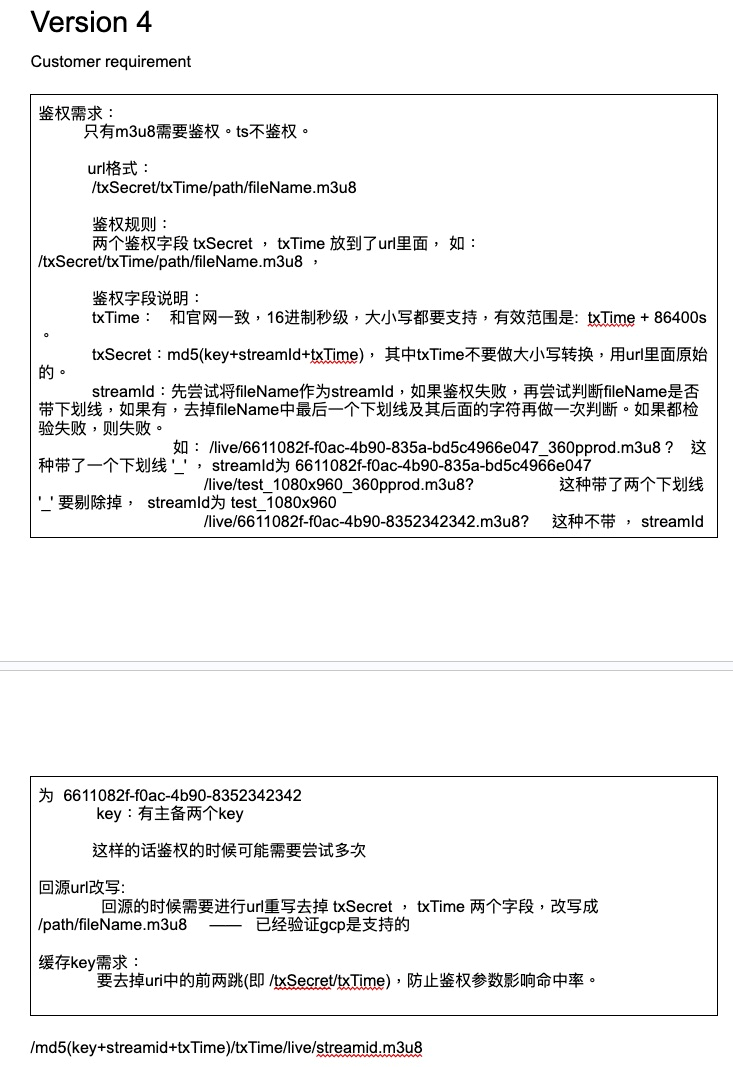 Version 4
Customer requirement
鉴权需求：
只有m3u8需要鉴权。ts不鉴权。
url格式：
/txSecret/txTime/path/fileName.m3u8
鉴权规则：
两个鉴权字段 txSecret ， txTime 放到了url里面， 如：
/txSecret/txTime/path/fileName.m3u8 ，
鉴权字段说明：
txTime： 和官网一致，16进制秒级，大小写都要支持，有效范围是: txTime + 86400s
。
txSecret：md5(key+streamId+txTime)， 其中txTime不要做大小写转换，用url里面原始
的。
streamId：先尝试将fileName作为streamId，如果鉴权失败，再尝试判断fileName是否
带下划线，如果有，去掉fileName中最后一个下划线及其后面的字符再做一次判断。如果都检
验失败，则失败。
如： /live/6611082f-f0ac-4b90-835a-bd5c4966e047_360pprod.m3u8 ? 这
种带了一个下划线 '_' ， streamId为 6611082f-f0ac-4b90-835a-bd5c4966e047
/live/test_1080x960_360pprod.m3u8? 这种带了两个下划线
'_' 要剔除掉， streamId为 test_1080x960
/live/6611082f-f0ac-4b90-8352342342.m3u8? 这种不带 ， streamId
为 6611082f-f0ac-4b90-8352342342
key：有主备两个key
这样的话鉴权的时候可能需要尝试多次
回源url改写:
回源的时候需要进行url重写去掉 txSecret ， txTime 两个字段，改写成
/path/fileName.m3u8 —— 已经验证gcp是支持的
缓存key需求：
要去掉uri中的前两跳(即 /txSecret/txTime)，防止鉴权参数影响命中率。
/md5(key+streamid+txTime)/txTime/live/streamid.m3u8